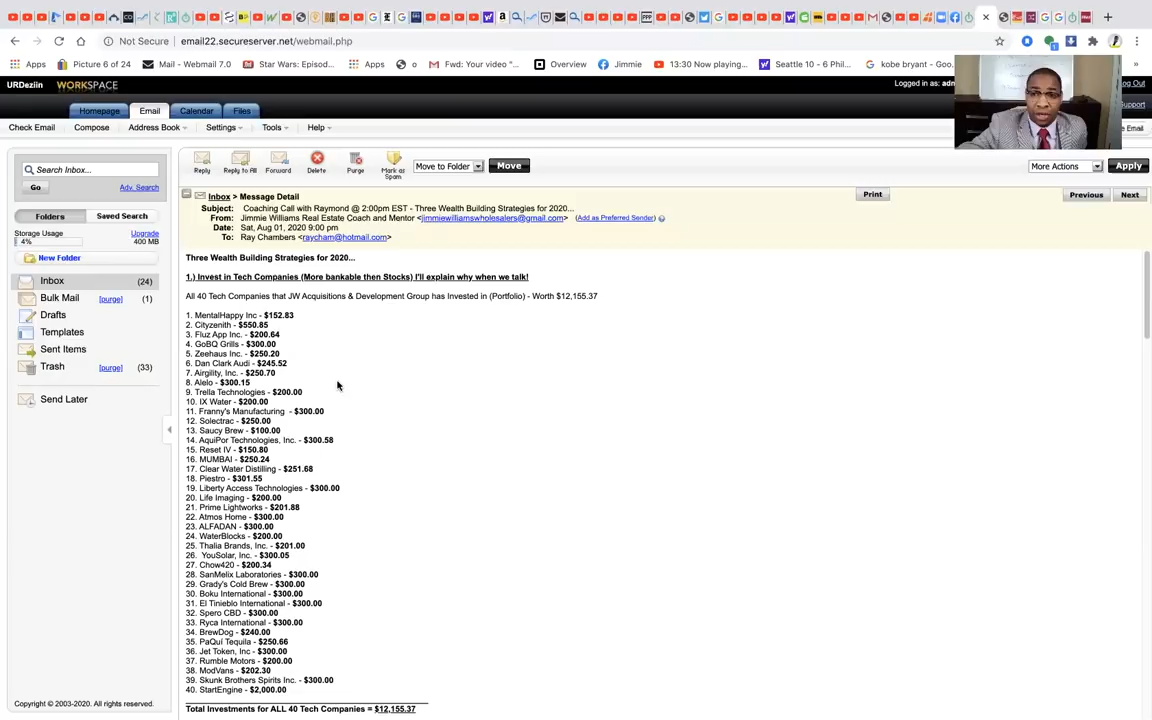 Not Secure | email22.secureserver.net/webmail.php
Apps Picture 6 of 24 Mail - Webmail 7.0 Star Wars: Episod... Apps Fwd: Your video "... Overview Jimmie 13:30 Now playing... Seattle 10 - 6 Phil... kobe bryant - Goo... »
URDeziin WORKSPACE Logged in as: Log Out
Support
Homepage Email Calendar Files
Check Email Compose Address Book Settings Tools Help Email
Search Inbox...
Go Adv. Search
Folders Saved Search
Storage Usage Upgrade
4% 400 MB
New Folder
Inbox (24)
Bulk Mail [purge] (1)
Drafts
Templates
Sent Items
Trash [purge] (33)
Send Later
Copyright © 2003-2020. All rights reserved.
Reply Reply to All Forward Delete Purge Mark as Spam Move to Folder Move More Actions Apply
Inbox > Message Detail Print Previous Next
Subject: Coaching Call with Raymond @ 2:00pm EST - Three Wealth Building Strategies for 2020...
From: Jimmie Williams Real Estate Coach and Mentor <jimmiewilliamswholesalers@gmail.com> (Add as Preferred Sender)
Date: Sat, Aug 01, 2020 9:00 pm
To: Ray Chambers <raycham@hotmail.com>
Three Wealth Building Strategies for 2020...
1.) Invest in Tech Companies (More bankable then Stocks) I'll explain why when we talk!
All 40 Tech Companies that JW Acquisitions & Development Group has Invested in (Portfolio) - Worth $12,155.37
1. MentalHappy Inc - $152.83
2. Cityzenith - $550.85
3. Fluz App Inc. - $200.64
4. GoBQ Grills - $300.00
5. Zeehaus Inc. - $250.20
6. Dan Clark Audi - $245.52
7. Airgility, Inc. - $250.70
8. Alelo - $300.15
9. Trella Technologies - $200.00
10. IX Water - $200.00
11. Franny's Manufacturing - $300.00
12. Solectrac - $250.00
13. Saucy Brew - $100.00
14. AquiPor Technologies, Inc. - $300.58
15. Reset IV - $150.80
16. MUMBAI - $250.24
17. Clear Water Distilling - $251.68
18. Piestro - $301.55
19. Liberty Access Technologies - $300.00
20. Life Imaging - $200.00
21. Prime Lightworks - $201.88
22. Atmos Home - $300.00
23. ALFADAN - $300.00
24. WaterBlocks - $200.00
25. Thalia Brands, Inc. - $201.00
26. YouSolar, Inc. - $300.05
27. Chow420 - $200.34
28. SanMelix Laboratories - $300.00
29. Grady's Cold Brew - $300.00
30. Boku International - $300.00
31. El Tinieblo International - $300.00
32. Spero CBD - $300.00
33. Ryca International - $300.00
34. BrewDog - $240.00
35. PaQuí Tequila - $250.66
36. Jet Token, Inc - $300.00
37. Rumble Motors - $200.00
38. ModVans - $202.30
39. Skunk Brothers Spirits Inc. - $300.00
40. StartEngine - $2,000.00
Total Investments for ALL 40 Tech Companies = $12,155.37